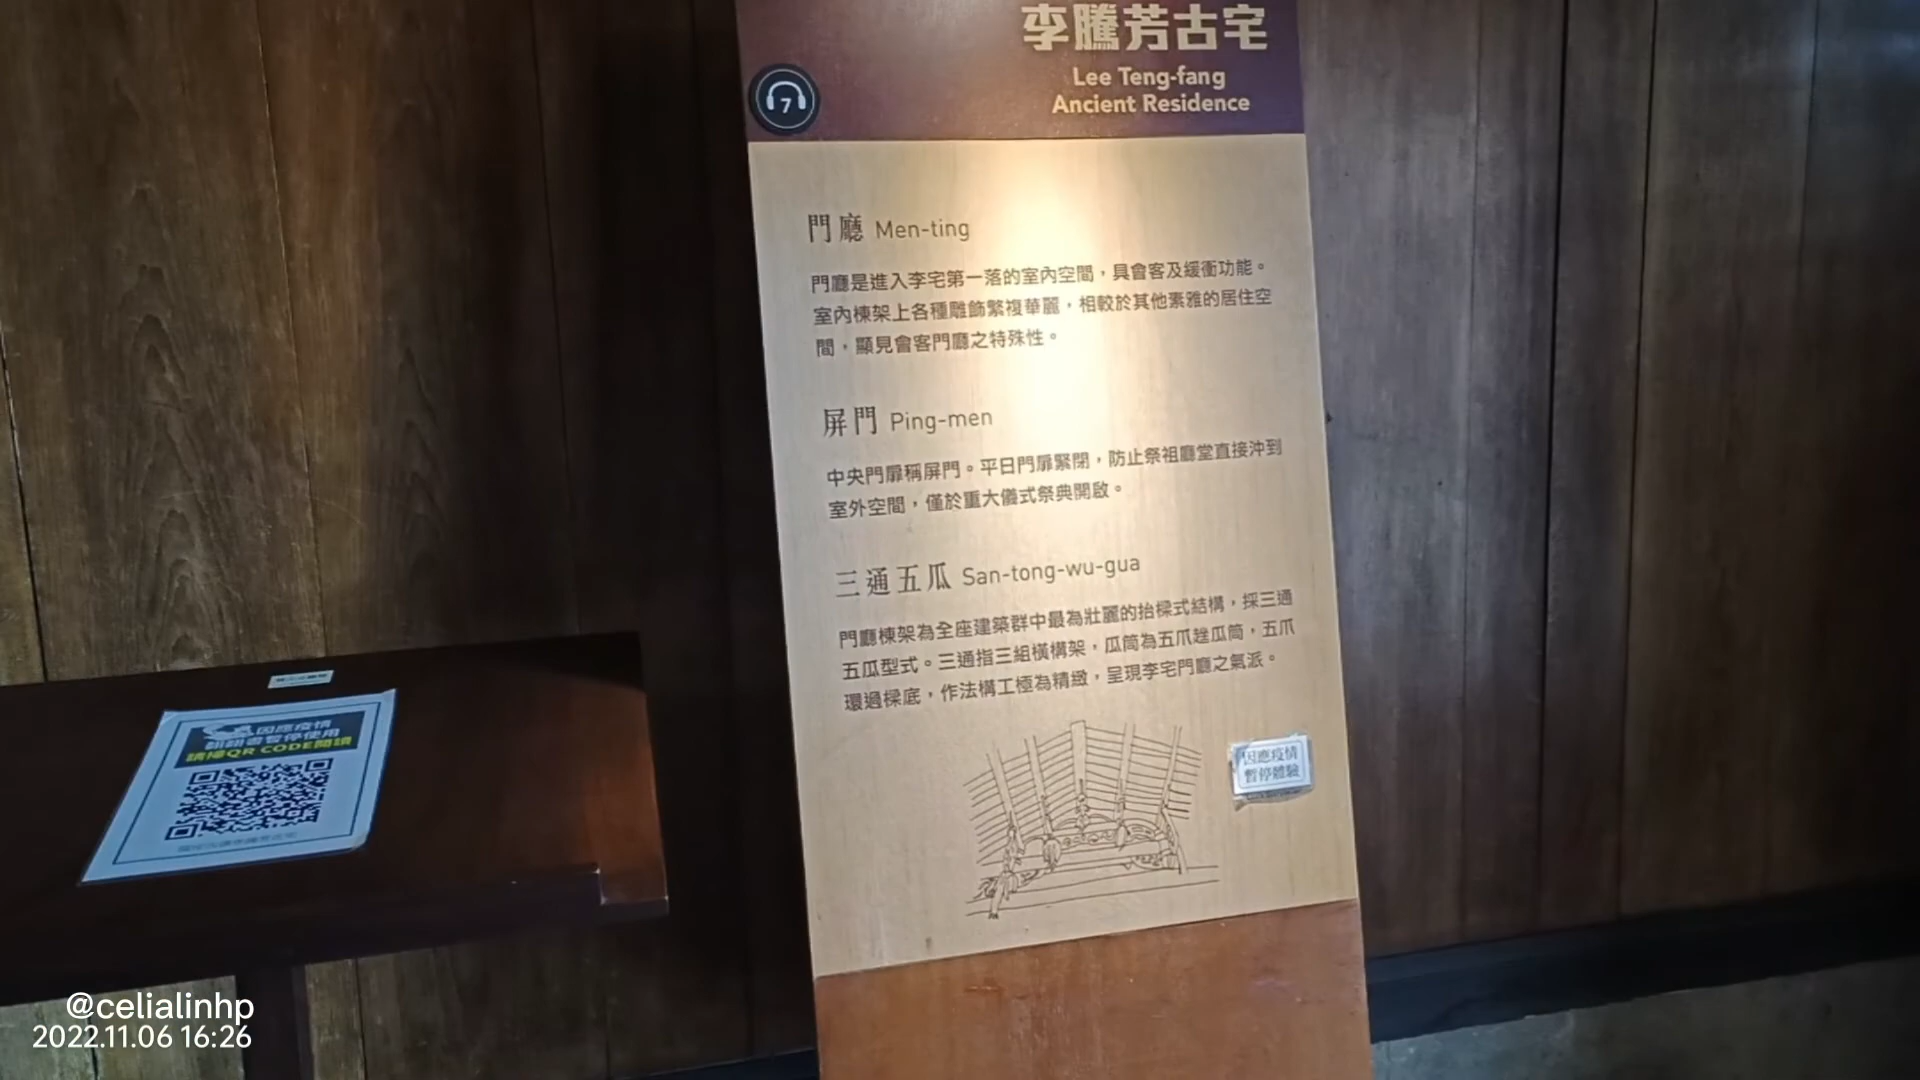 李騰芳古宅
Lee Teng-fang
Ancient Residence
7
門廳 Men-ting
門廳是進入李宅第一落的室內空間，具會客及緩衝功能。
室內棟架上各種雕飾繁複華麗，相較於其他素雅的居住空
間，顯見會客門廳之特殊性。
屏門 Ping-men
中央門扉稱屏門。平日門扉緊閉，防止祭祖廳堂直接沖到
室外空間，僅於重大儀式祭典開啟。
三通五瓜 San-tong-wu-gua
門廳棟架為全座建築群中最為壯麗的抬樑式結構，採三通
五瓜型式。三通指三組橫構架，瓜筒為五爪趖瓜筒，五爪
環過樑底，作法構工極為精緻，呈現李宅門廳之氣派。
因應疫情
暫停體驗
因應疫情
翻翻書暫停使用
請掃QR CODE閱讀
@celialinhp
2022.11.06 16:26